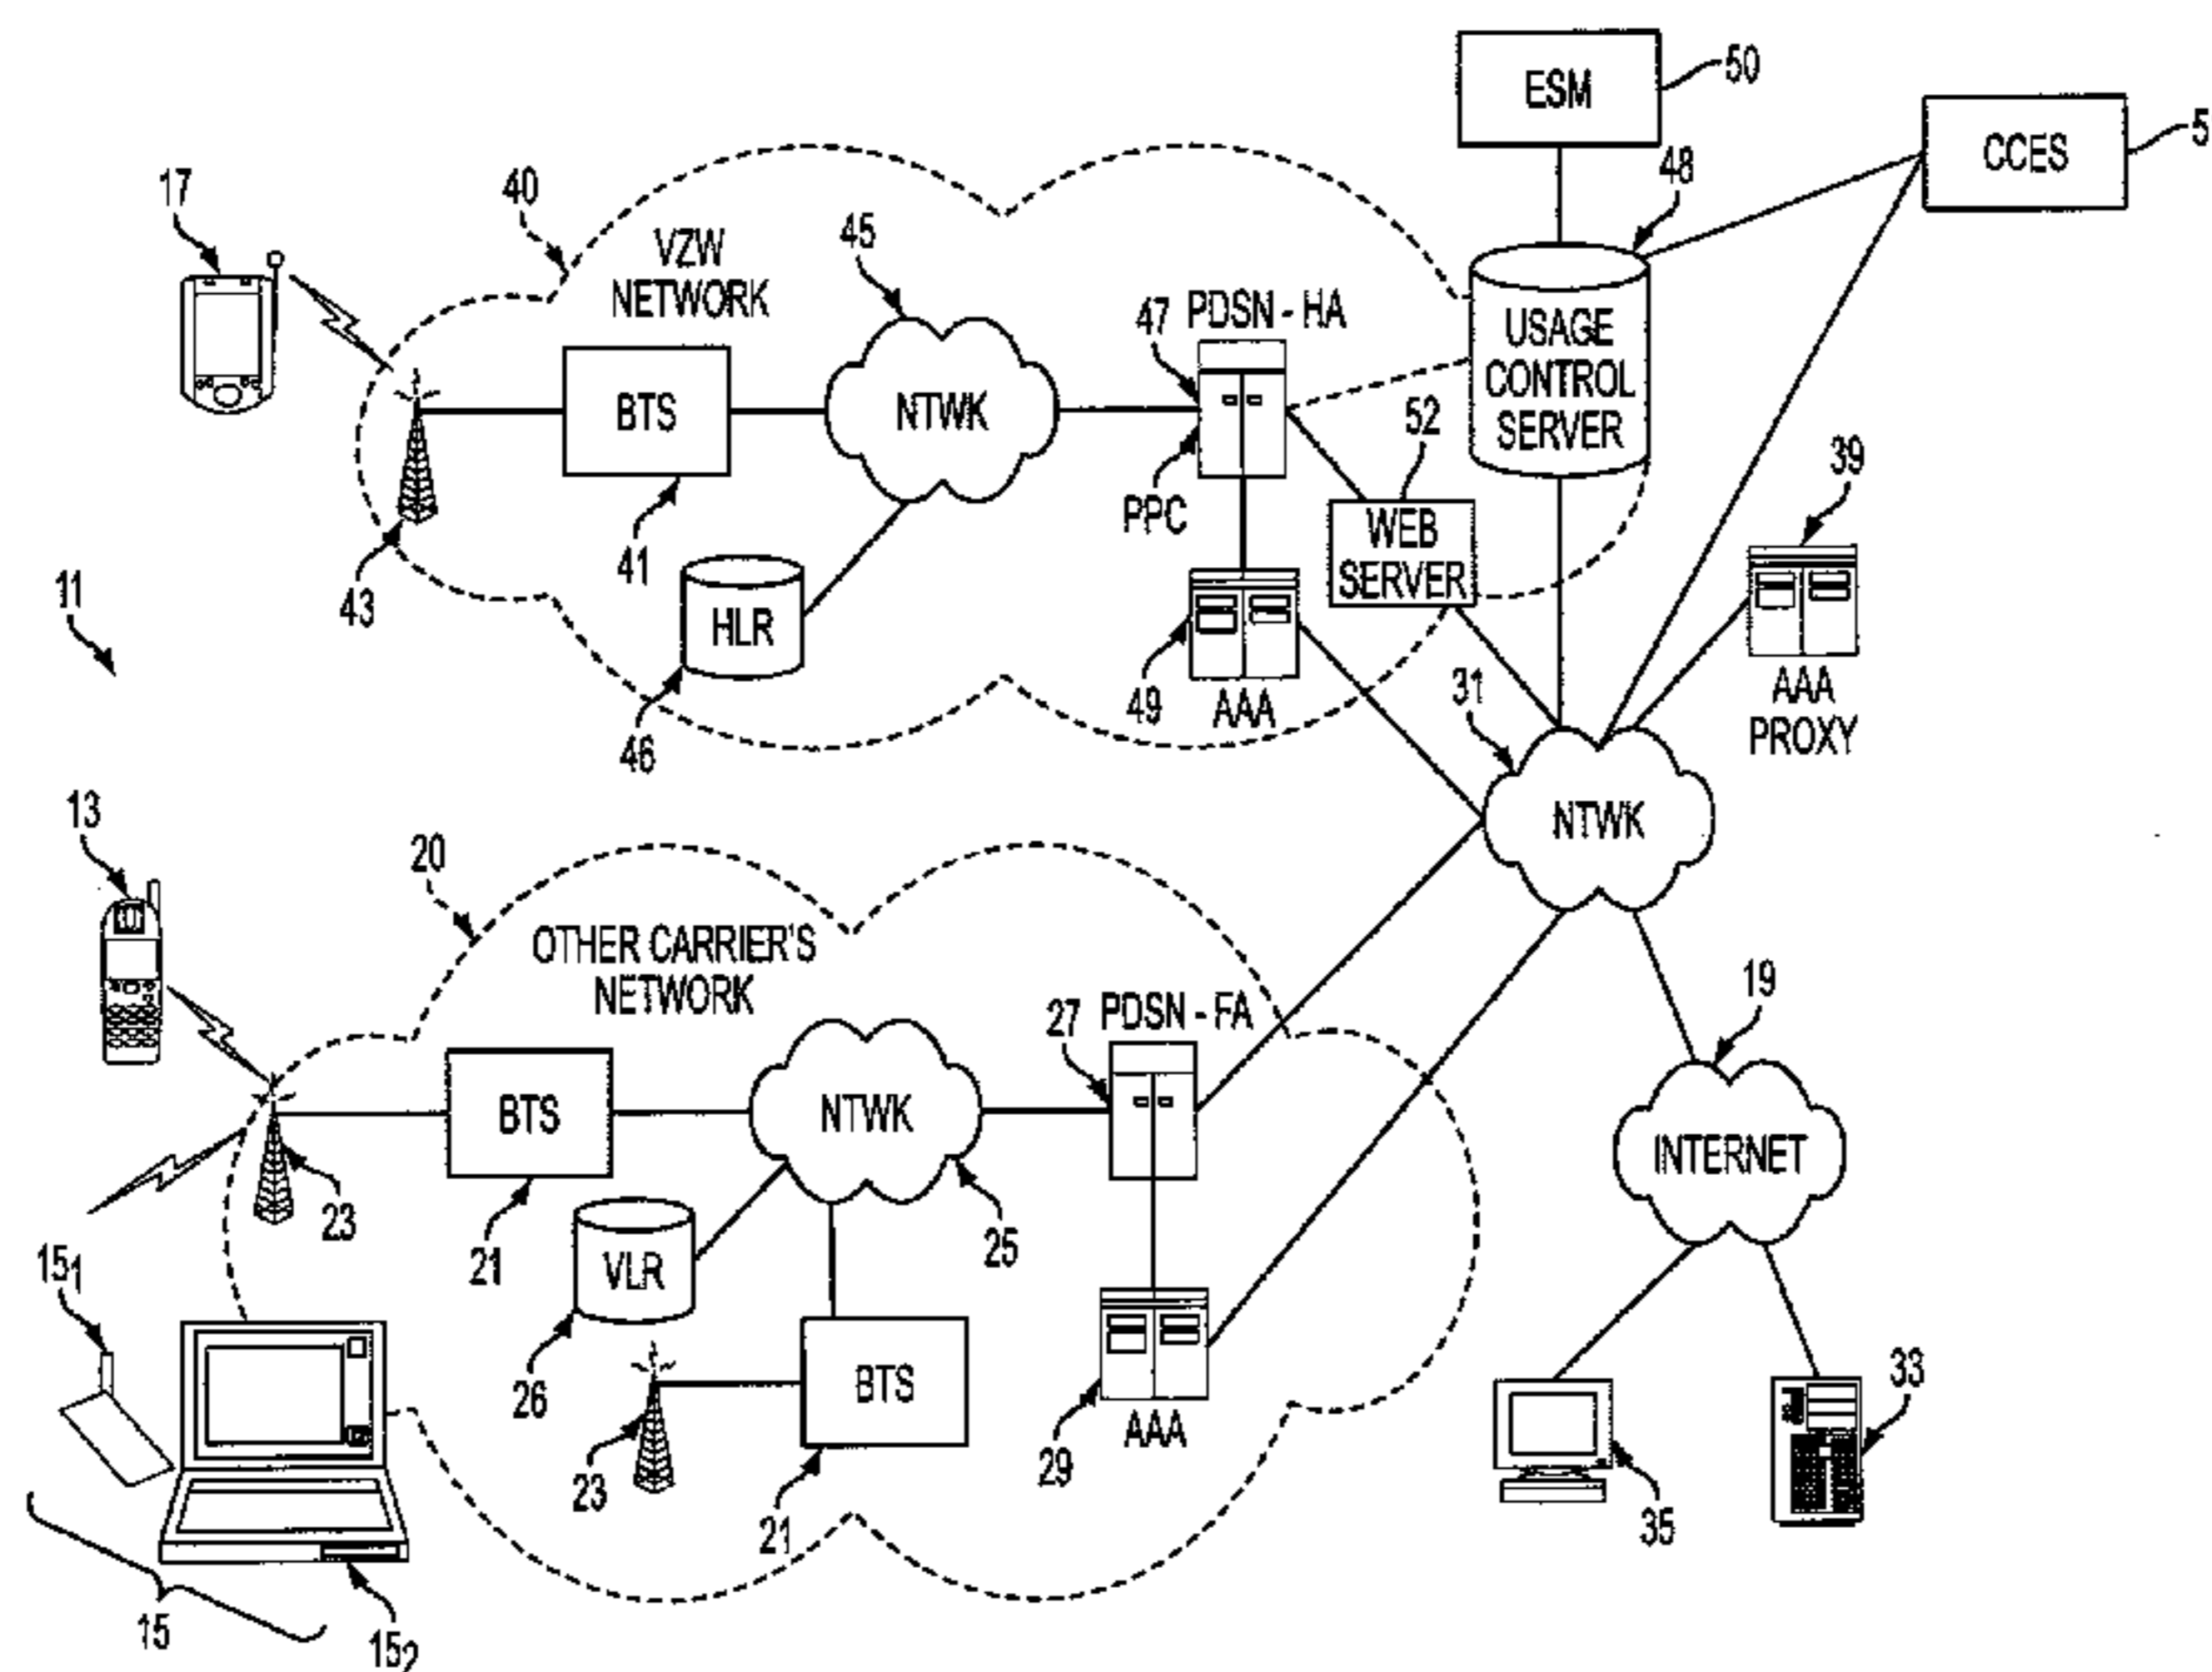 ESM
50
CCES
5
48
17
40
VZW
NETWORK
45
47
PDSN - HA
USAGE
CONTROL
SERVER
BTS
NTWK
52
39
PPC
WEB
SERVER
43
41
11
HLR
49
AAA
31
AAA
PROXY
46
NTWK
13
20
OTHER CARRIER'S
NETWORK
19
27
PDSN - FA
BTS
NTWK
INTERNET
23
21
VLR
25
15₁
26
BTS
33
23
21
29
AAA
35
15
15₂